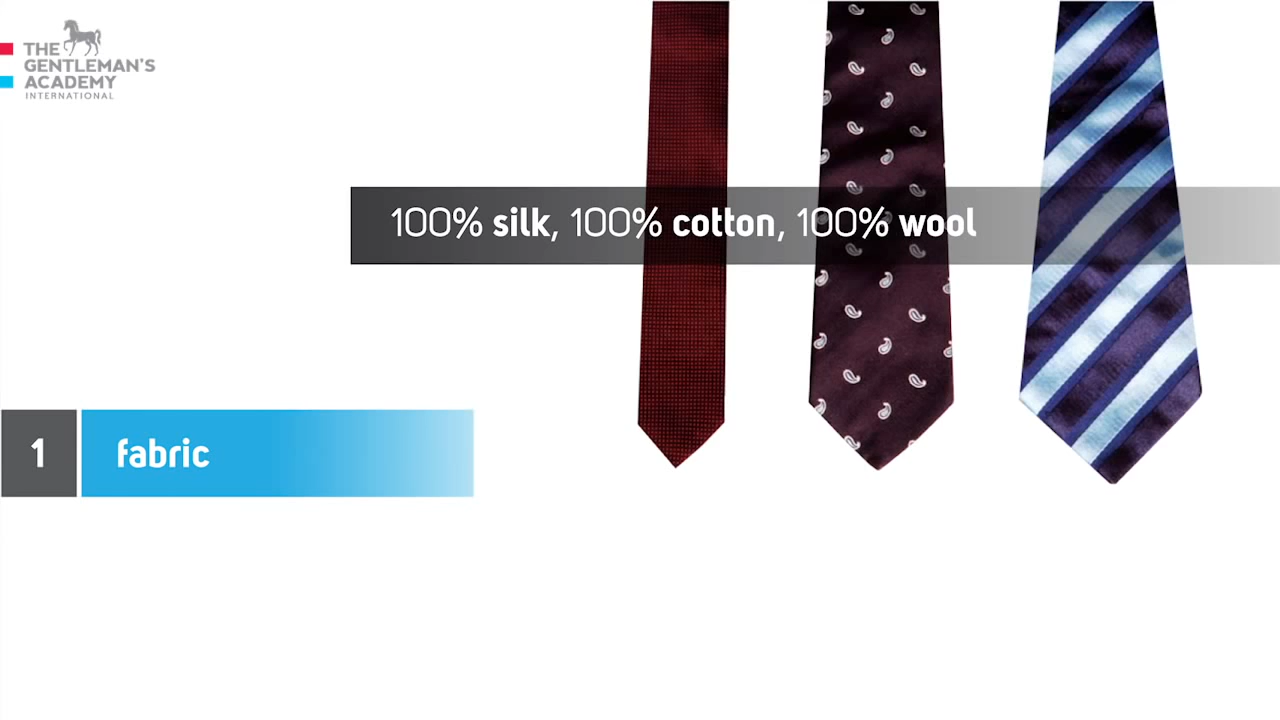 THE
GENTLEMAN'S
ACADEMY
INTERNATIONAL
100% silk, 100% cotton, 100% wool
1 fabric